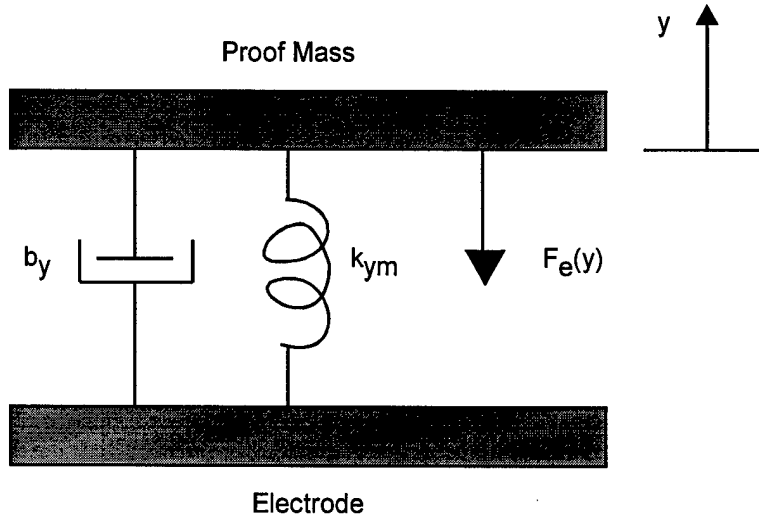 y
Proof Mass
b_y
k_ym
F_e(y)
Electrode